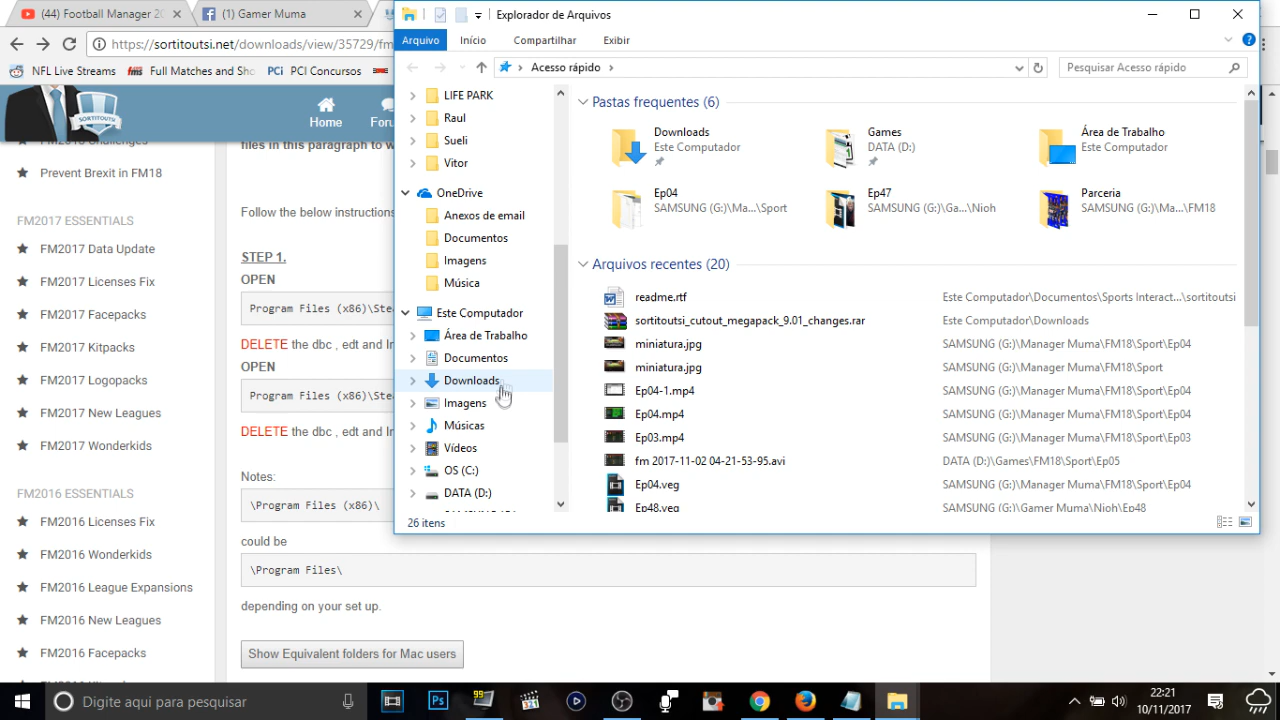 (44) Football Manager 20
(1) Gamer Muma
https://sortitoutsi.net/downloads/view/35729/fm
NFL Live Streams
Full Matches and Sho
PCi PCI Concursos
SORTITOUTSI
Home
Foru
Prevent Brexit in FM18
FM2017 ESSENTIALS
FM2017 Data Update
FM2017 Licenses Fix
FM2017 Facepacks
FM2017 Kitpacks
FM2017 Logopacks
FM2017 New Leagues
FM2017 Wonderkids
FM2016 ESSENTIALS
FM2016 Licenses Fix
FM2016 Wonderkids
FM2016 League Expansions
FM2016 New Leagues
FM2016 Facepacks
files in this paragraph to w
Follow the below instructions
STEP 1.
OPEN
Program Files (x86)\Stea
DELETE the dbc , edt and ln
OPEN
Program Files (x86)\Stea
DELETE the dbc , edt and ln
Notes:
\Program Files (x86)\
could be
\Program Files\
depending on your set up.
Show Equivalent folders for Mac users
Explorador de Arquivos
Arquivo
Início
Compartilhar
Exibir
Acesso rápido
Pesquisar Acesso rápido
LIFE PARK
Raul
Sueli
Vitor
OneDrive
Anexos de email
Documentos
Imagens
Música
Este Computador
Área de Trabalho
Documentos
Downloads
Imagens
Músicas
Vídeos
OS (C:)
DATA (D:)
26 itens
Pastas frequentes (6)
Downloads
Este Computador
Games
DATA (D:)
Área de Trabalho
Este Computador
Ep04
SAMSUNG (G:)\Ma...\Sport
Ep47
SAMSUNG (G:)\Ga...\Nioh
Parceria
SAMSUNG (G:)\Ma...\FM18
Arquivos recentes (20)
readme.rtf Este Computador\Documentos\Sports Interact...\sortitoutsi
sortitoutsi_cutout_megapack_9.01_changes.rar Este Computador\Downloads
miniatura.jpg SAMSUNG (G:)\Manager Muma\FM18\Sport\Ep04
miniatura.jpg SAMSUNG (G:)\Manager Muma\FM18\Sport
Ep04-1.mp4 SAMSUNG (G:)\Manager Muma\FM18\Sport\Ep04
Ep04.mp4 SAMSUNG (G:)\Manager Muma\FM18\Sport\Ep04
Ep03.mp4 SAMSUNG (G:)\Manager Muma\FM18\Sport\Ep03
fm 2017-11-02 04-21-53-95.avi DATA (D:)\Games\FM18\Sport\Ep05
Ep04.veg SAMSUNG (G:)\Manager Muma\FM18\Sport\Ep04
Ep48.veg SAMSUNG (G:)\Gamer Muma\Nioh\Ep48
Digite aqui para pesquisar
Ps
99
22:21
10/11/2017